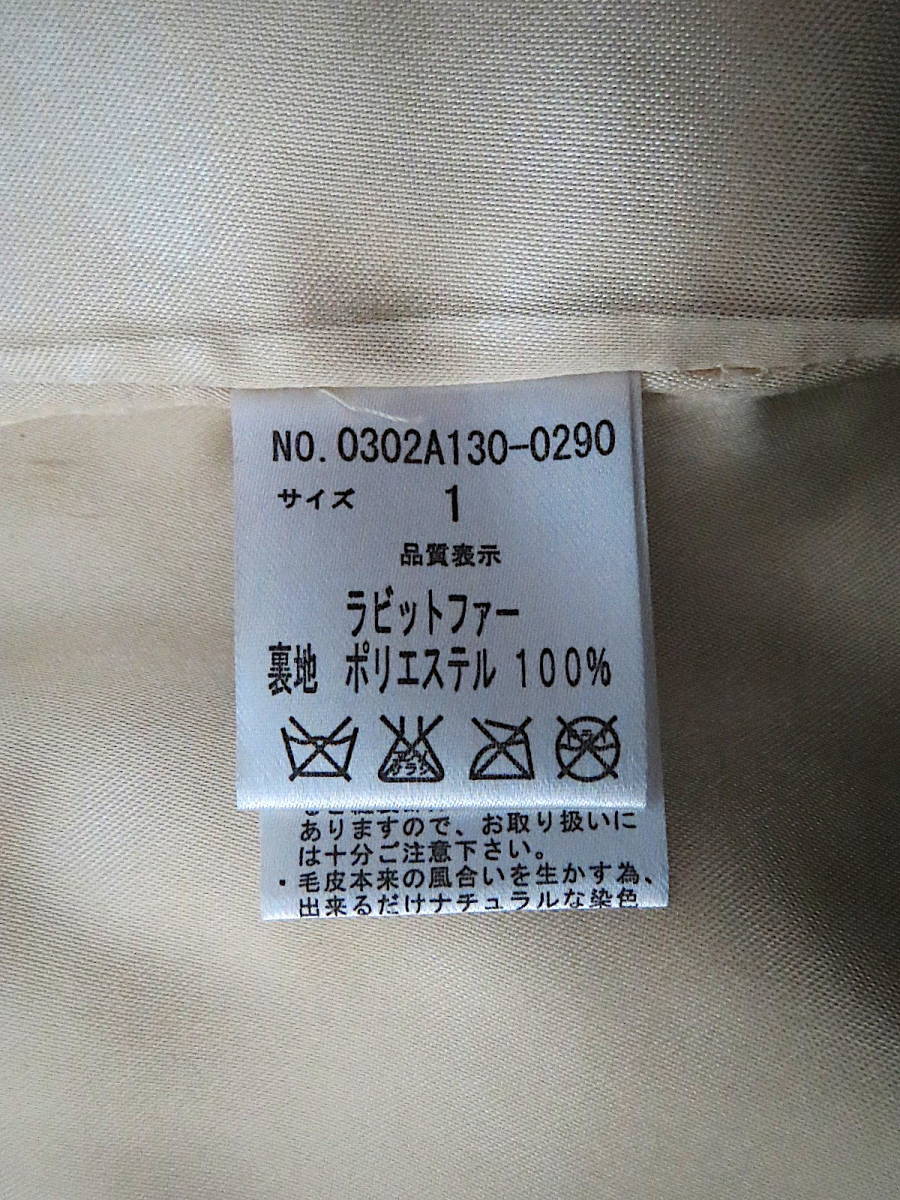 NO.0302A130-0290
サイズ 1
品質表示
ラビットファー
裏地 ポリエステル 100%
ありますので、お取り扱いに
は十分ご注意下さい。
・毛皮本来の風合いを生かす為、
出来るだけナチュラルな染色